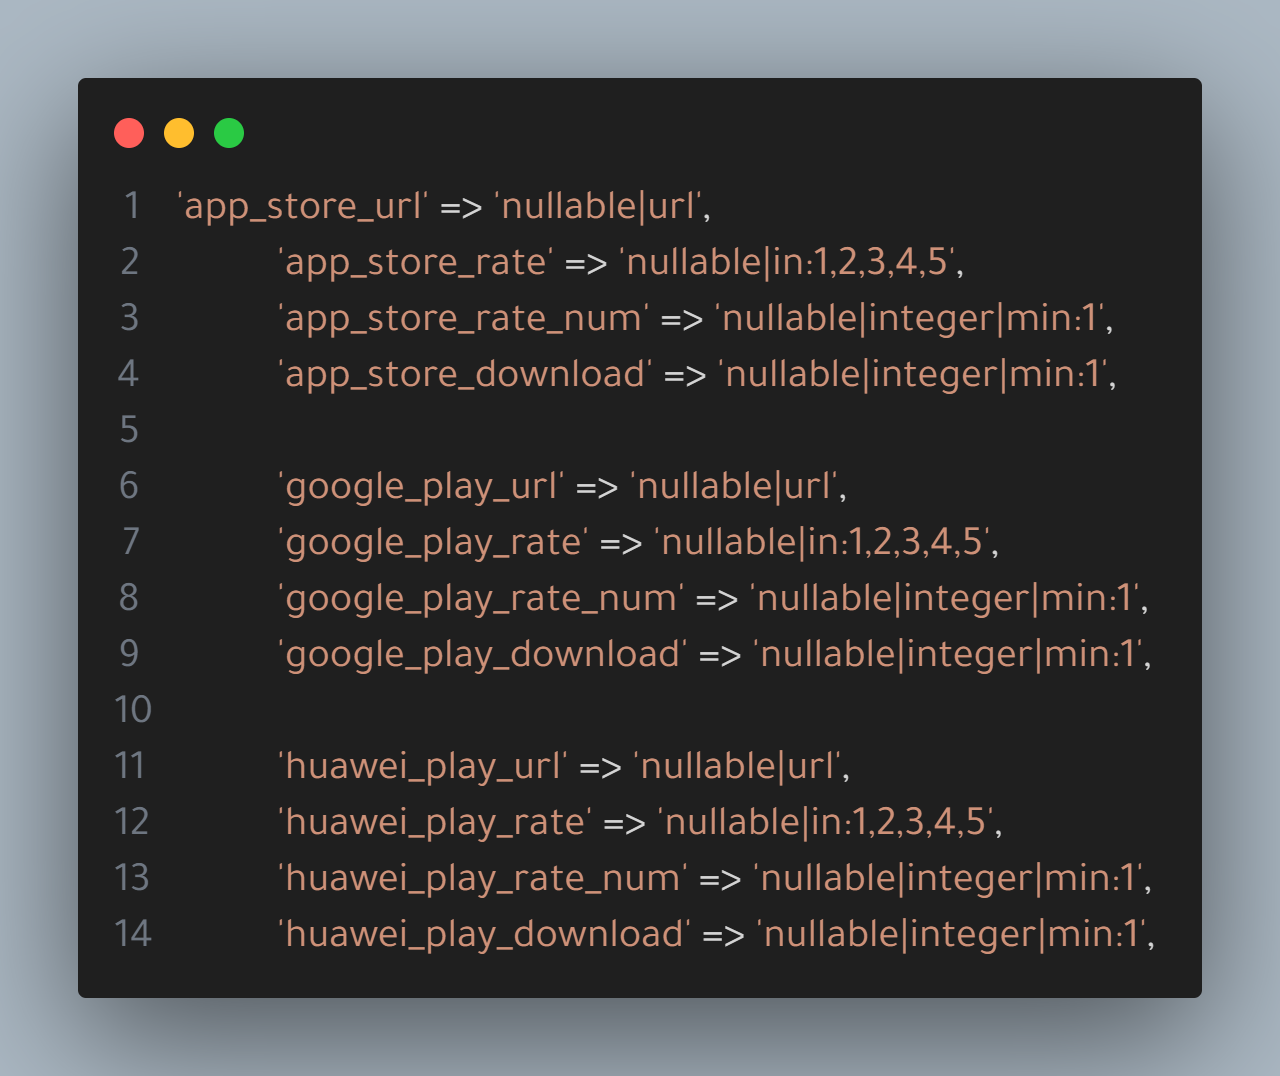 1 'app_store_url' => 'nullable|url',
2 'app_store_rate' => 'nullable|in:1,2,3,4,5',
3 'app_store_rate_num' => 'nullable|integer|min:1',
4 'app_store_download' => 'nullable|integer|min:1',
5
6 'google_play_url' => 'nullable|url',
7 'google_play_rate' => 'nullable|in:1,2,3,4,5',
8 'google_play_rate_num' => 'nullable|integer|min:1',
9 'google_play_download' => 'nullable|integer|min:1',
10
11 'huawei_play_url' => 'nullable|url',
12 'huawei_play_rate' => 'nullable|in:1,2,3,4,5',
13 'huawei_play_rate_num' => 'nullable|integer|min:1',
14 'huawei_play_download' => 'nullable|integer|min:1',